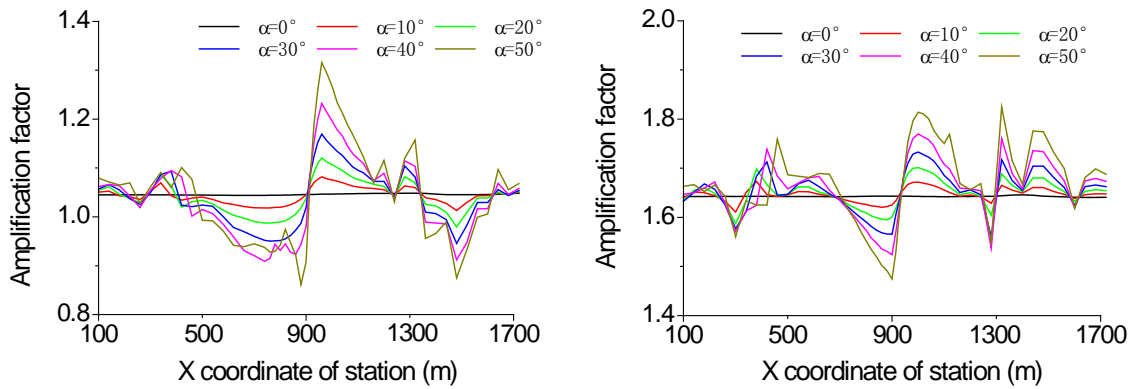 1.4
1.2
1.0
0.8
Amplification factor
α=0° α=10° α=20°
α=30° α=40° α=50°
100 500 900 1300 1700
X coordinate of station (m)
2.0
1.8
1.6
1.4
Amplification factor
α=0° α=10° α=20°
α=30° α=40° α=50°
100 500 900 1300 1700
X coordinate of station (m)